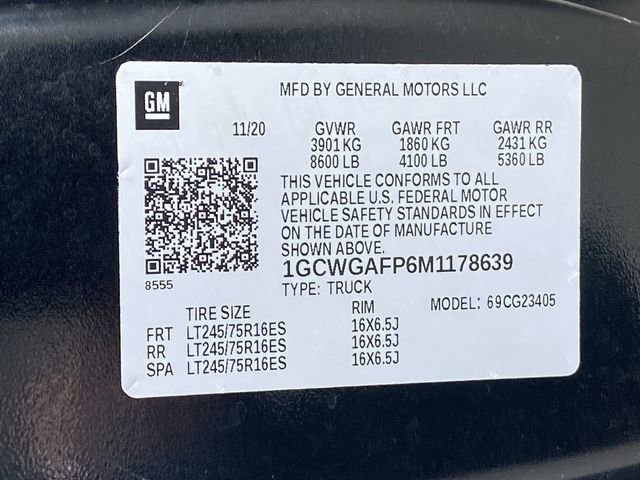 GM
MFD BY GENERAL MOTORS LLC
11/20 GVWR GAWR FRT GAWR RR
3901 KG 1860 KG 2431 KG
8600 LB 4100 LB 5360 LB
THIS VEHICLE CONFORMS TO ALL
APPLICABLE U.S. FEDERAL MOTOR
VEHICLE SAFETY STANDARDS IN EFFECT
ON THE DATE OF MANUFACTURE
SHOWN ABOVE.
1GCWGAFP6M1178639
8555
TYPE: TRUCK
MODEL: 69CG23405
TIRE SIZE RIM
FRT LT245/75R16ES 16X6.5J
RR LT245/75R16ES 16X6.5J
SPA LT245/75R16ES 16X6.5J